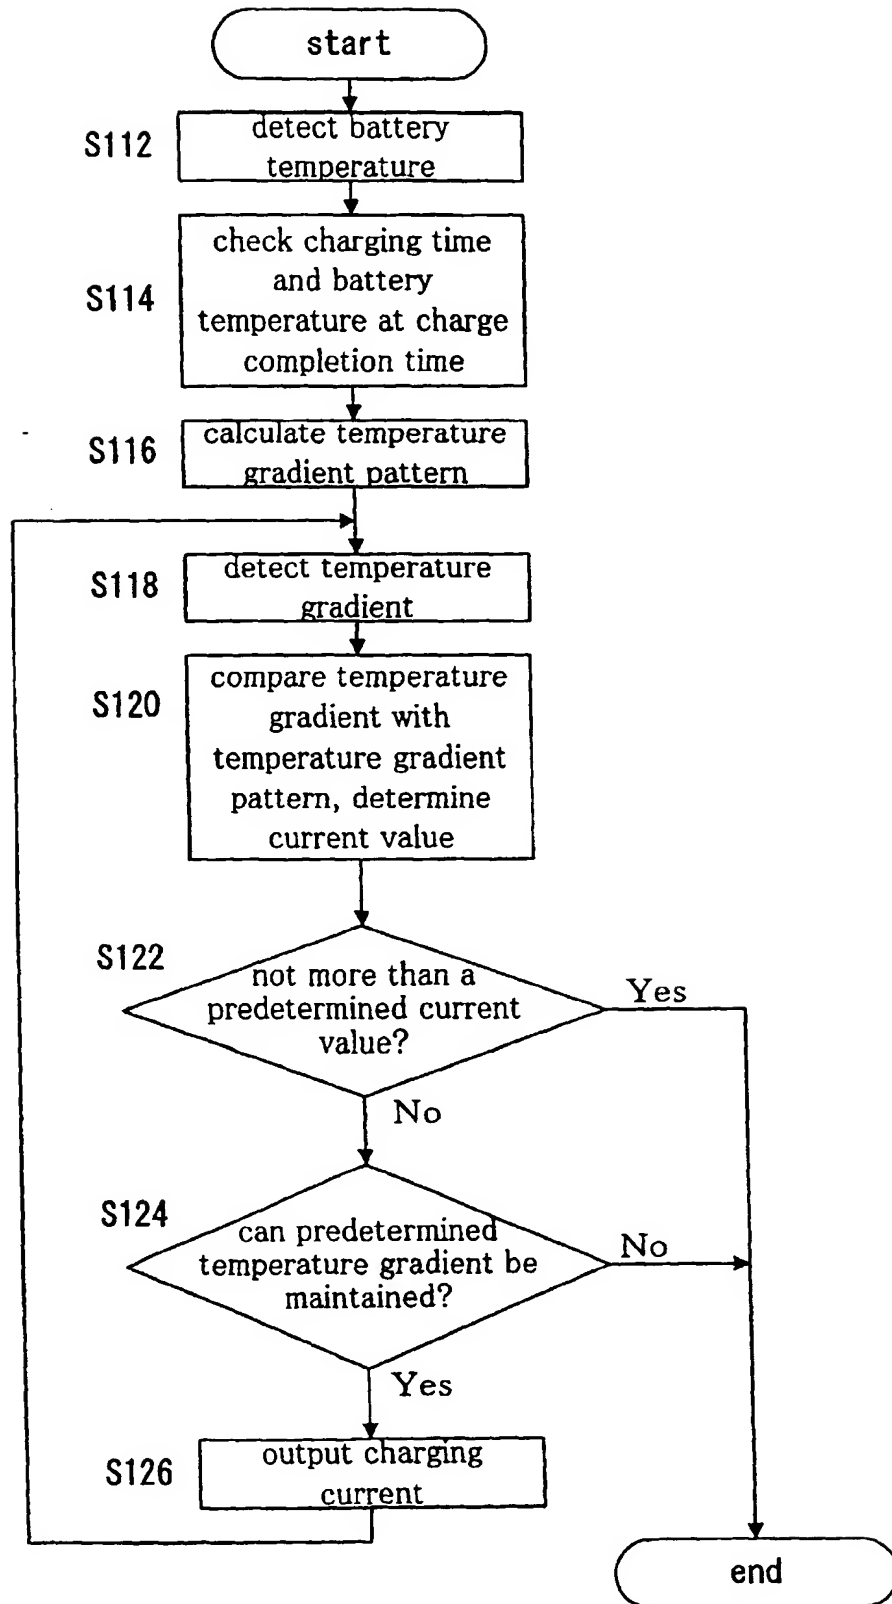 start
S112
detect battery
temperature
S114
check charging time
and battery
temperature at charge
completion time
S116
calculate temperature
gradient pattern
S118
detect temperature
gradient
S120
compare temperature
gradient with
temperature gradient
pattern, determine
current value
S122
not more than a
predetermined current
value?
Yes
No
S124
can predetermined
temperature gradient be
maintained?
No
Yes
S126
output charging
current
end